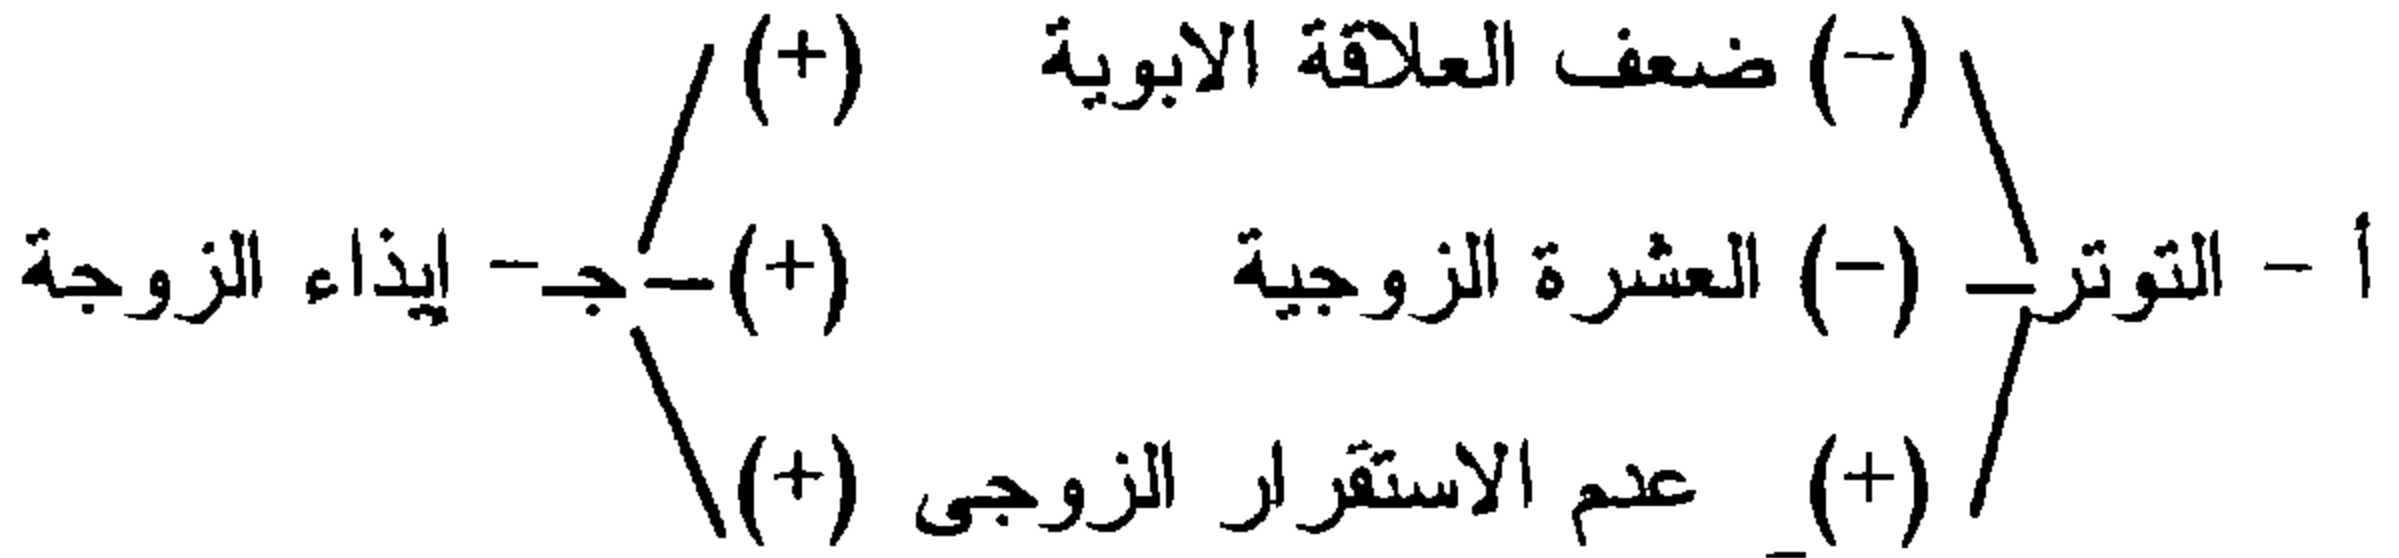 (-) ضعف العلاقة الابوية (+)
أ - التوتر - (-) العشرة الزوجية (+) - جـ - إيذاء الزوجة
(+) عدم الاستقرار الزوجى (+)